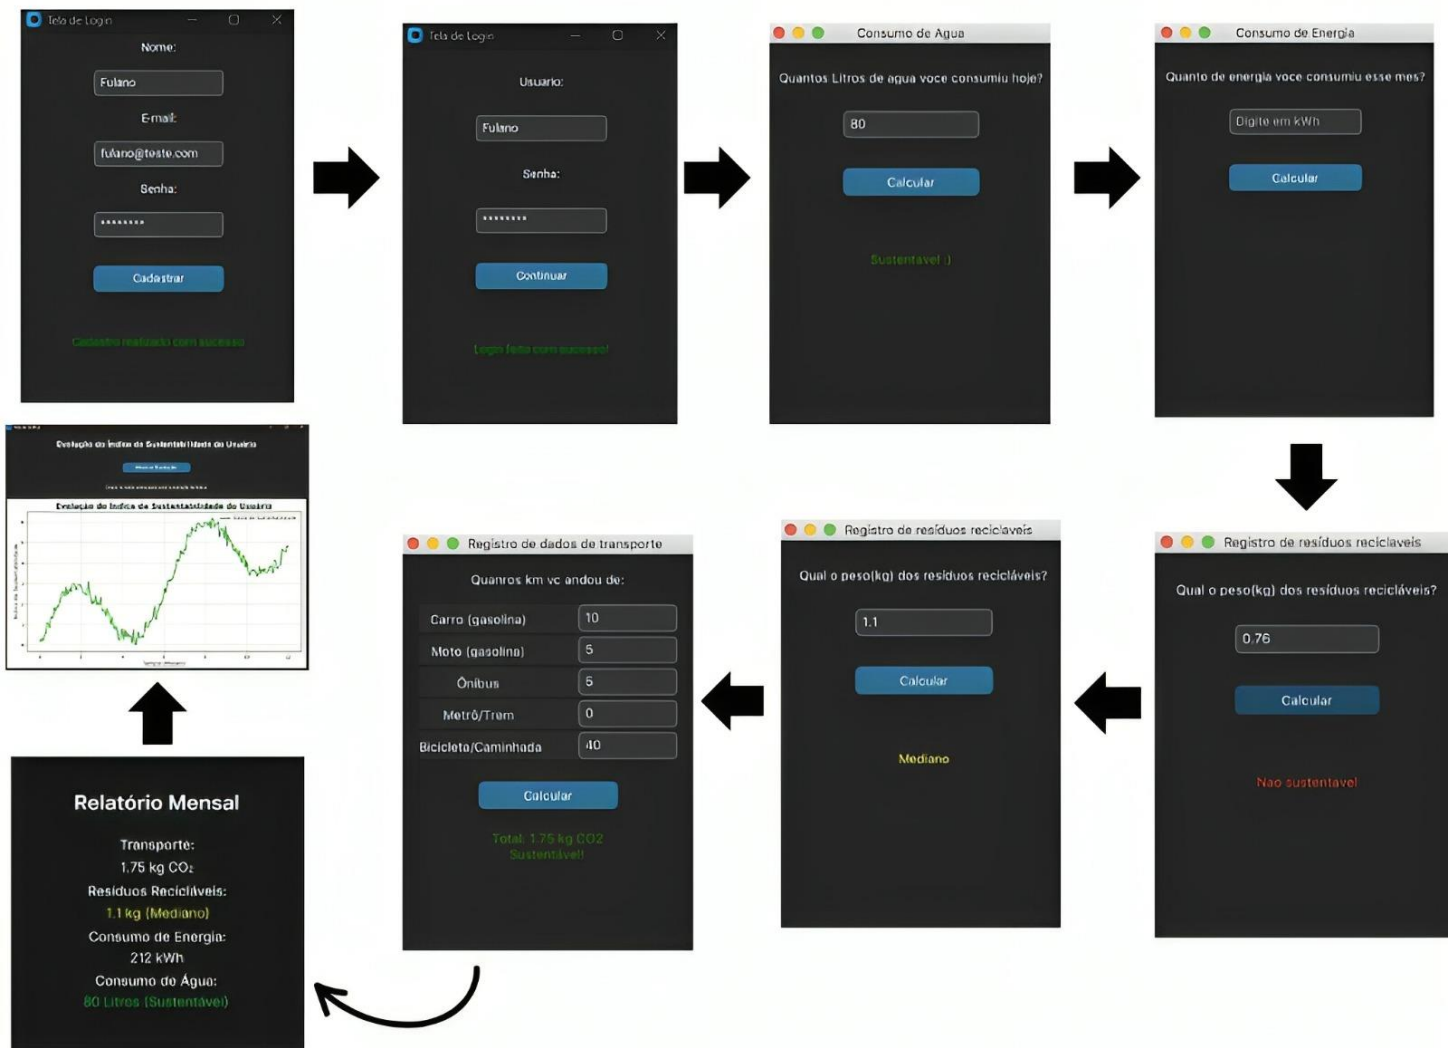 Tela de Login
Nome:
Fulano
E-mail:
fulano@teste.com
Senha:
********
Cadastrar
Cadastro realizado com sucesso
Tela de Login
Usuario:
Fulano
Senha:
********
Continuar
Login feito com sucesso!
Consumo de Agua
Quantos Litros de agua voce consumiu hoje?
80
Calcular
Sustentavel :)
Consumo de Energia
Quanto de energia voce consumiu esse mes?
Digite em kWh
Calcular
Registro de resíduos reciclaveis
Qual o peso(kg) dos resíduos recicláveis?
0.76
Calcular
Nao sustentavel
Registro de resíduos reciclaveis
Qual o peso(kg) dos resíduos recicláveis?
1.1
Calcular
Mediano
Registro de dados de transporte
Quanros km vc andou de:
Carro (gasolina) 10
Moto (gasolina) 5
Ônibus 5
Metrô/Trem 0
Bicicleta/Caminhada 40
Calcular
Total: 1.75 kg CO2
Sustentável!
Relatório Mensal
Transporte:
1,75 kg CO₂
Resíduos Recicláveis:
1.1 kg (Mediano)
Consumo de Energia:
212 kWh
Consumo de Água:
80 Litros (Sustentável)
Evolução do Índice de Sustentabilidade do Usuário
Evolução do Índice de Sustentabilidade do Usuário